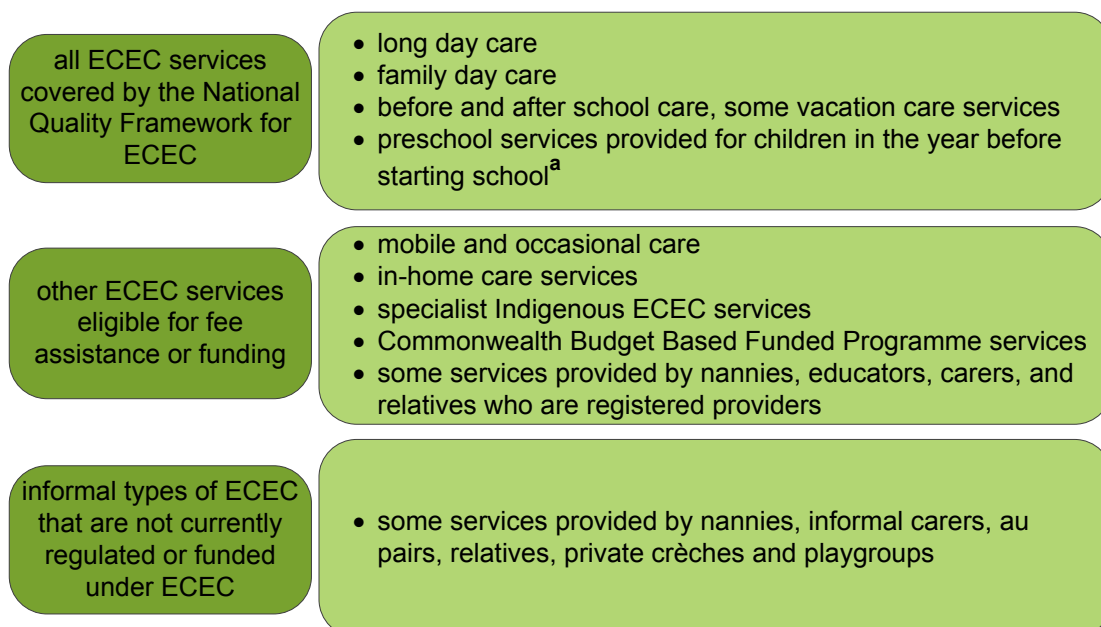 all ECEC services
covered by the National
Quality Framework for
ECEC
• long day care
• family day care
• before and after school care, some vacation care services
• preschool services provided for children in the year before
starting schoolᵃ
other ECEC services
eligible for fee
assistance or funding
• mobile and occasional care
• in-home care services
• specialist Indigenous ECEC services
• Commonwealth Budget Based Funded Programme services
• some services provided by nannies, educators, carers, and
relatives who are registered providers
informal types of ECEC
that are not currently
regulated or funded
under ECEC
• some services provided by nannies, informal carers, au
pairs, relatives, private crèches and playgroups